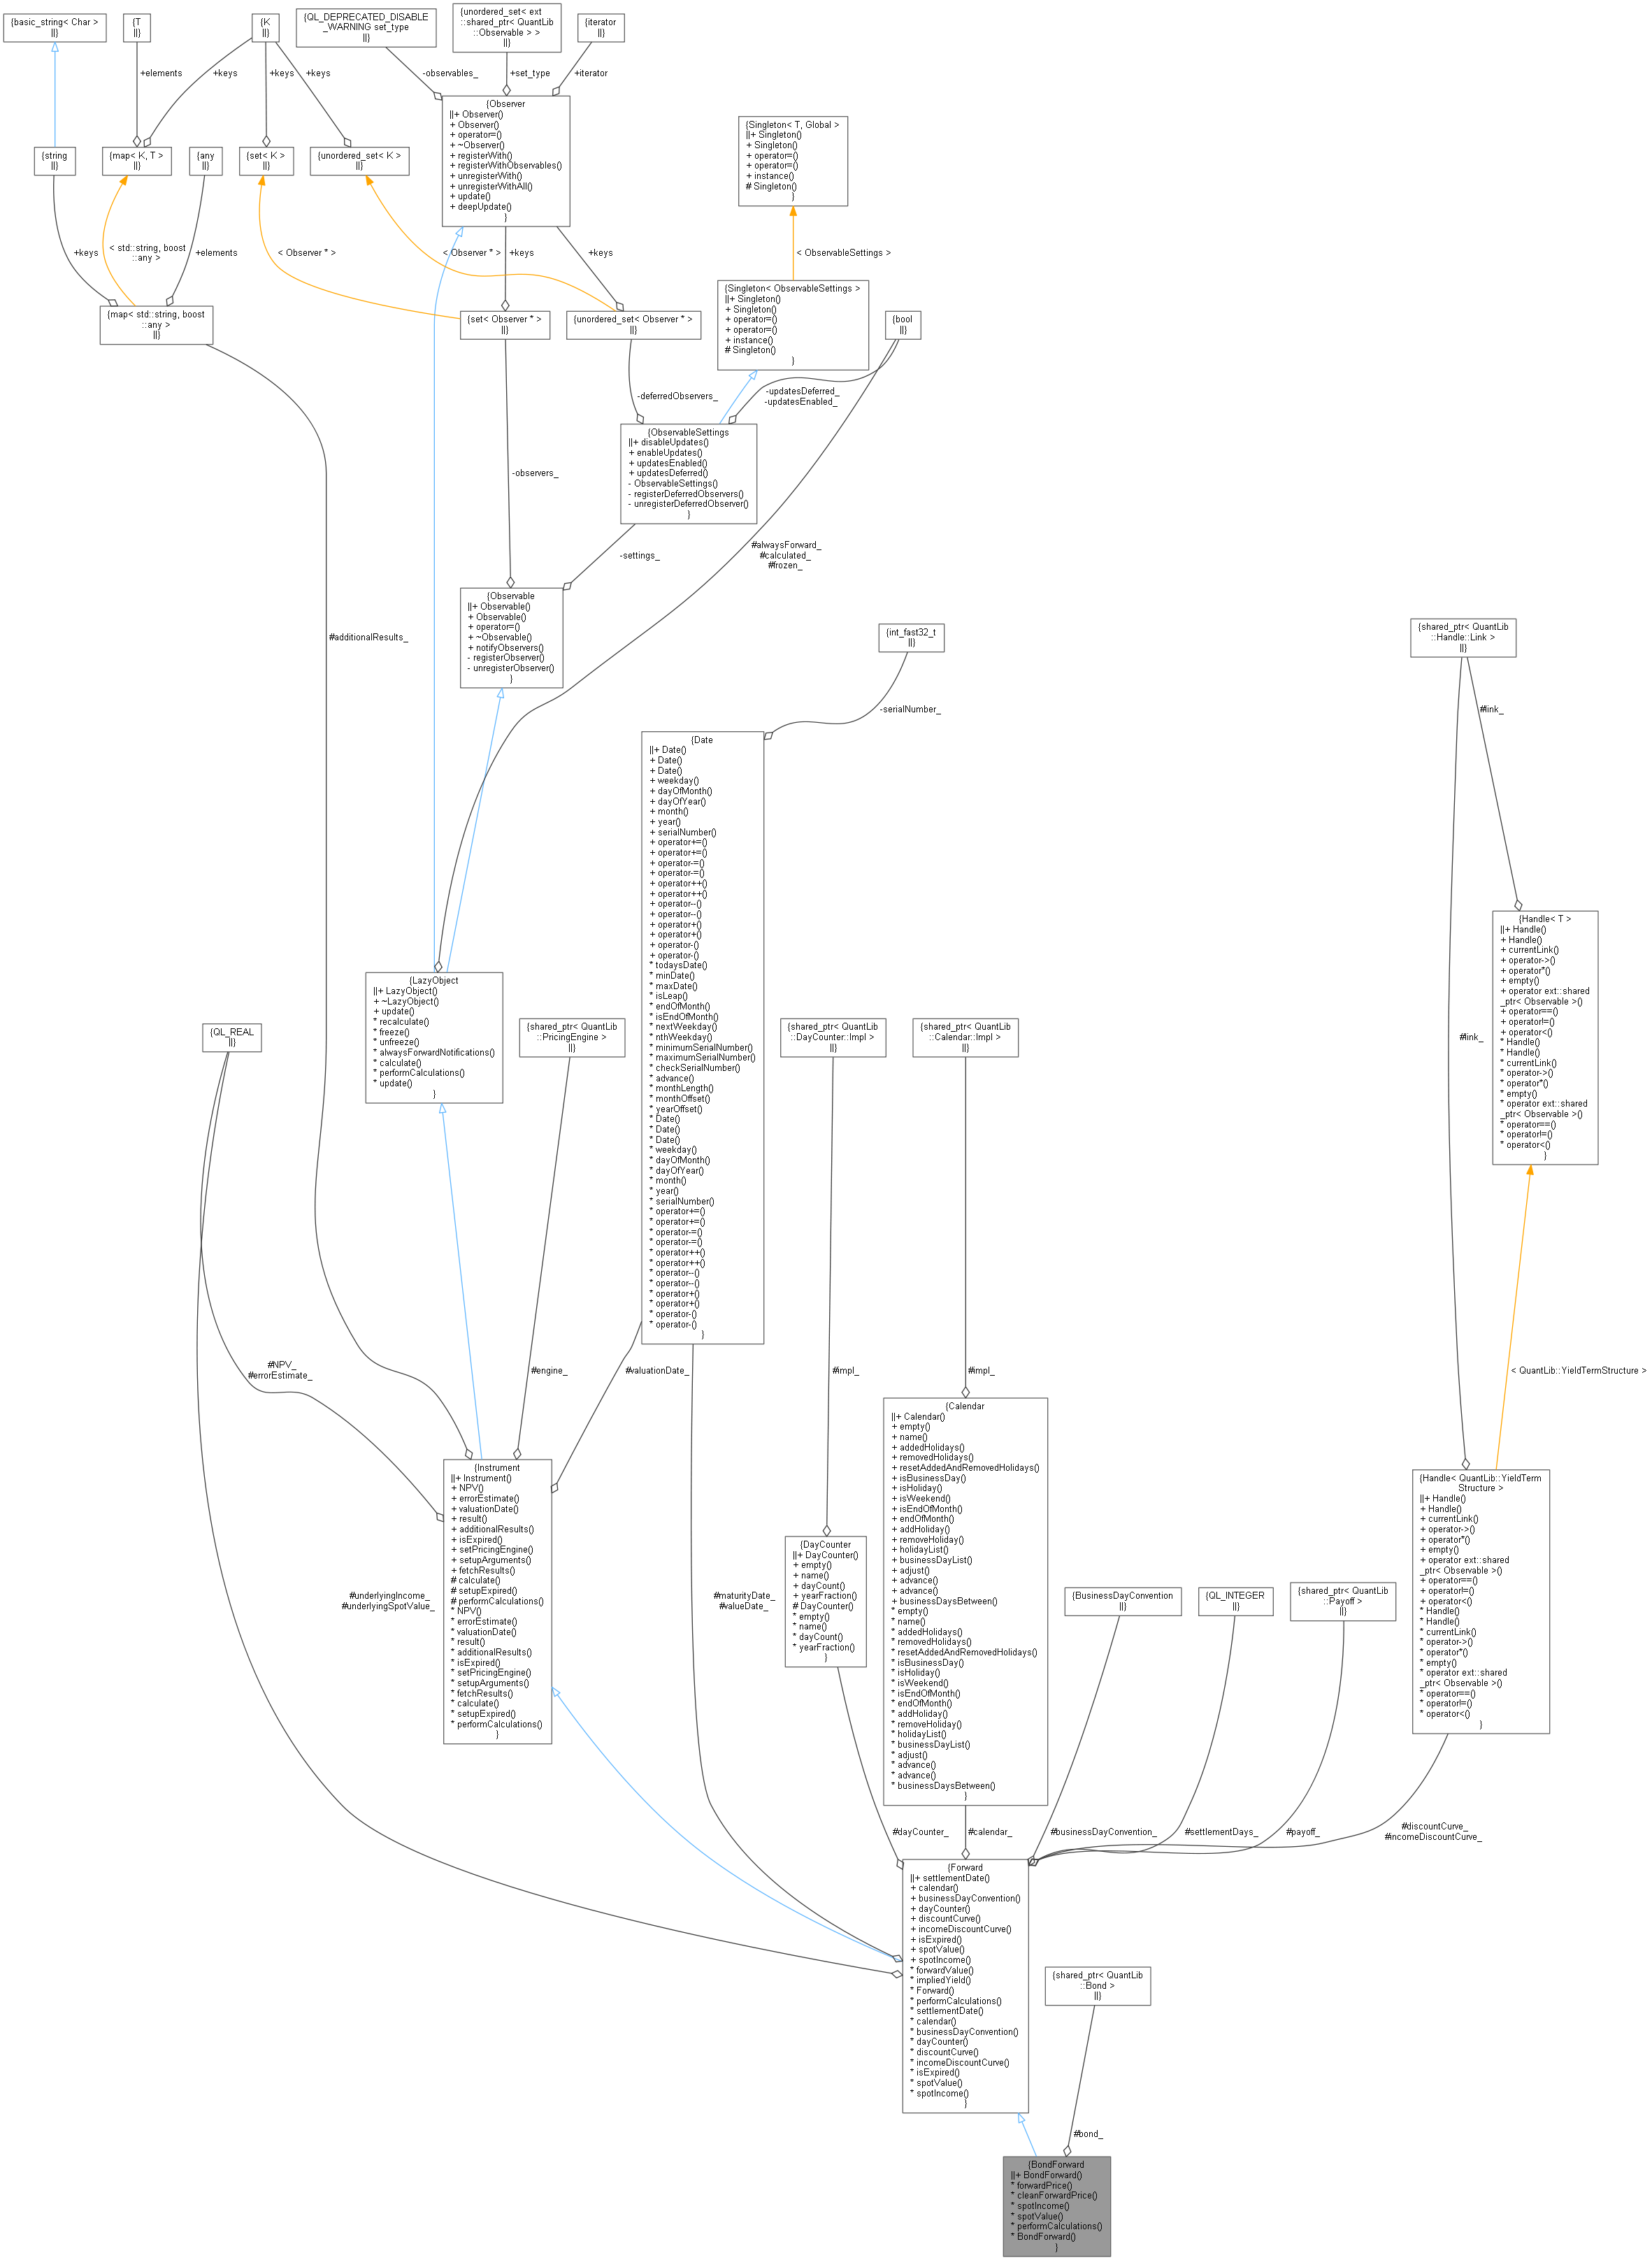 {basic_string< Char >
||}
{T
||}
{K
||}
{QL_DEPRECATED_DISABLE
_WARNING set_type
||}
{unordered_set< ext
::shared_ptr< QuantLib
::Observable > >
||}
{iterator
||}
+elements
+keys
+keys
+keys
-observables_
+set_type
+iterator
{string
||}
{map< K, T >
||}
{any
||}
{set< K >
||}
{unordered_set< K >
||}
{Observer
||+ Observer()
+ Observer()
+ operator=()
+ ~Observer()
+ registerWith()
+ registerWithObservables()
+ unregisterWith()
+ unregisterWithAll()
+ update()
+ deepUpdate()
}
{Singleton< T, Global >
||+ Singleton()
+ Singleton()
+ operator=()
+ operator=()
+ instance()
# Singleton()
}
+keys
< std::string, boost
::any >
+elements
< Observer * >
< Observer * >
+keys
+keys
< ObservableSettings >
{map< std::string, boost
::any >
||}
{set< Observer * >
||}
{unordered_set< Observer * >
||}
{Singleton< ObservableSettings >
||+ Singleton()
+ Singleton()
+ operator=()
+ operator=()
+ instance()
# Singleton()
}
{bool
||}
-deferredObservers_
-updatesDeferred_
-updatesEnabled_
{ObservableSettings
||+ disableUpdates()
+ enableUpdates()
+ updatesEnabled()
+ updatesDeferred()
- ObservableSettings()
- registerDeferredObservers()
- unregisterDeferredObserver()
}
-observers_
-settings_
#alwaysForward_
#calculated_
#frozen_
{Observable
||+ Observable()
+ Observable()
+ operator=()
+ ~Observable()
+ notifyObservers()
- registerObserver()
- unregisterObserver()
}
#additionalResults_
{int_fast32_t
||}
{shared_ptr< QuantLib
::Handle::Link >
||}
-serialNumber_
#link_
{Date
||+ Date()
+ Date()
+ Date()
+ weekday()
+ dayOfMonth()
+ dayOfYear()
+ month()
+ year()
+ serialNumber()
+ operator+=()
+ operator+=()
+ operator-=()
+ operator-=()
+ operator++()
+ operator++()
+ operator--()
+ operator--()
+ operator+()
+ operator+()
+ operator-()
+ operator-()
* todaysDate()
* minDate()
* maxDate()
* isLeap()
* endOfMonth()
* isEndOfMonth()
* nextWeekday()
* nthWeekday()
* minimumSerialNumber()
* maximumSerialNumber()
* checkSerialNumber()
* advance()
* monthLength()
* monthOffset()
* yearOffset()
* Date()
* Date()
* Date()
* weekday()
* dayOfMonth()
* dayOfYear()
* month()
* year()
* serialNumber()
* operator+=()
* operator+=()
* operator-=()
* operator-=()
* operator++()
* operator++()
* operator--()
* operator--()
* operator+()
* operator+()
* operator-()
* operator-()
}
{Handle< T >
||+ Handle()
+ Handle()
+ currentLink()
+ operator->()
+ operator*()
+ empty()
+ operator ext::shared
_ptr< Observable >()
+ operator==()
+ operator!=()
+ operator<()
* Handle()
* Handle()
* currentLink()
* operator->()
* operator*()
* empty()
* operator ext::shared
_ptr< Observable >()
* operator==()
* operator!=()
* operator<()
}
{LazyObject
||+ LazyObject()
+ ~LazyObject()
+ update()
* recalculate()
* freeze()
* unfreeze()
* alwaysForwardNotifications()
* calculate()
* performCalculations()
* update()
}
{QL_REAL
||}
{shared_ptr< QuantLib
::PricingEngine >
||}
{shared_ptr< QuantLib
::DayCounter::Impl >
||}
{shared_ptr< QuantLib
::Calendar::Impl >
||}
#link_
#NPV_
#errorEstimate_
#engine_
#valuationDate_
#impl_
#impl_
< QuantLib::YieldTermStructure >
{Instrument
||+ Instrument()
+ NPV()
+ errorEstimate()
+ valuationDate()
+ result()
+ additionalResults()
+ isExpired()
+ setPricingEngine()
+ setupArguments()
+ fetchResults()
# calculate()
# setupExpired()
# performCalculations()
* NPV()
* errorEstimate()
* valuationDate()
* result()
* additionalResults()
* isExpired()
* setPricingEngine()
* setupArguments()
* fetchResults()
* calculate()
* setupExpired()
* performCalculations()
}
{DayCounter
||+ DayCounter()
+ empty()
+ name()
+ dayCount()
+ yearFraction()
# DayCounter()
* empty()
* name()
* dayCount()
* yearFraction()
}
{Calendar
||+ Calendar()
+ empty()
+ name()
+ addedHolidays()
+ removedHolidays()
+ resetAddedAndRemovedHolidays()
+ isBusinessDay()
+ isHoliday()
+ isWeekend()
+ isEndOfMonth()
+ endOfMonth()
+ addHoliday()
+ removeHoliday()
+ holidayList()
+ businessDayList()
+ adjust()
+ advance()
+ advance()
+ businessDaysBetween()
* empty()
* name()
* addedHolidays()
* removedHolidays()
* resetAddedAndRemovedHolidays()
* isBusinessDay()
* isHoliday()
* isWeekend()
* isEndOfMonth()
* endOfMonth()
* addHoliday()
* removeHoliday()
* holidayList()
* businessDayList()
* adjust()
* advance()
* advance()
* businessDaysBetween()
}
{BusinessDayConvention
||}
{QL_INTEGER
||}
{shared_ptr< QuantLib
::Payoff >
||}
{Handle< QuantLib::YieldTerm
Structure >
||+ Handle()
+ Handle()
+ currentLink()
+ operator->()
+ operator*()
+ empty()
+ operator ext::shared
_ptr< Observable >()
+ operator==()
+ operator!=()
+ operator<()
* Handle()
* Handle()
* currentLink()
* operator->()
* operator*()
* empty()
* operator ext::shared
_ptr< Observable >()
* operator==()
* operator!=()
* operator<()
}
#underlyingIncome_
#underlyingSpotValue_
#maturityDate_
#valueDate_
#dayCounter_
#calendar_
#businessDayConvention_
#settlementDays_
#payoff_
#discountCurve_
#incomeDiscountCurve_
{Forward
||+ settlementDate()
+ calendar()
+ businessDayConvention()
+ dayCounter()
+ discountCurve()
+ incomeDiscountCurve()
+ isExpired()
+ spotValue()
+ spotIncome()
* forwardValue()
* impliedYield()
* Forward()
* performCalculations()
* settlementDate()
* calendar()
* businessDayConvention()
* dayCounter()
* discountCurve()
* incomeDiscountCurve()
* isExpired()
* spotValue()
* spotIncome()
}
{shared_ptr< QuantLib
::Bond >
||}
#bond_
{BondForward
||+ BondForward()
* forwardPrice()
* cleanForwardPrice()
* spotIncome()
* spotValue()
* performCalculations()
* BondForward()
}